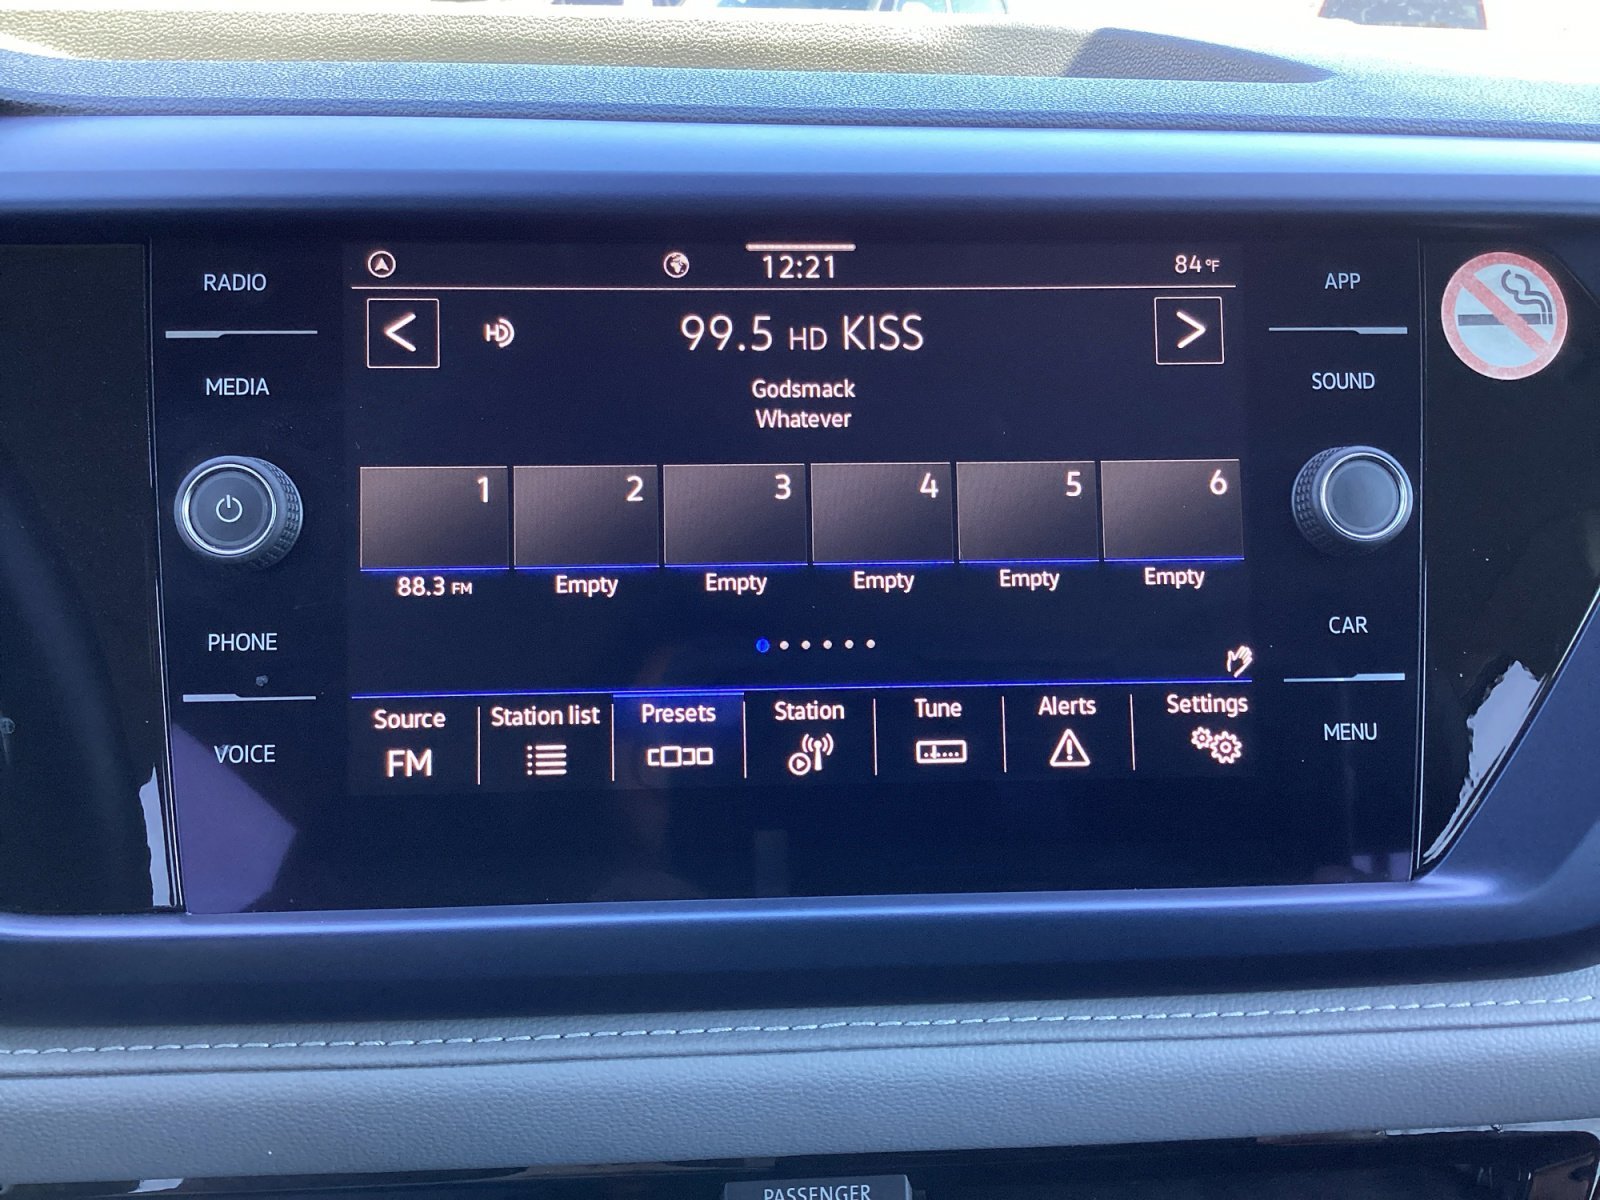 RADIO
MEDIA
PHONE
VOICE
12:21
84°F
HD
99.5 HD KISS
Godsmack
Whatever
1 2 3 4 5 6
88.3 FM Empty Empty Empty Empty Empty
Source Station list Presets Station Tune Alerts Settings
FM
APP
SOUND
CAR
MENU
PASSENGER